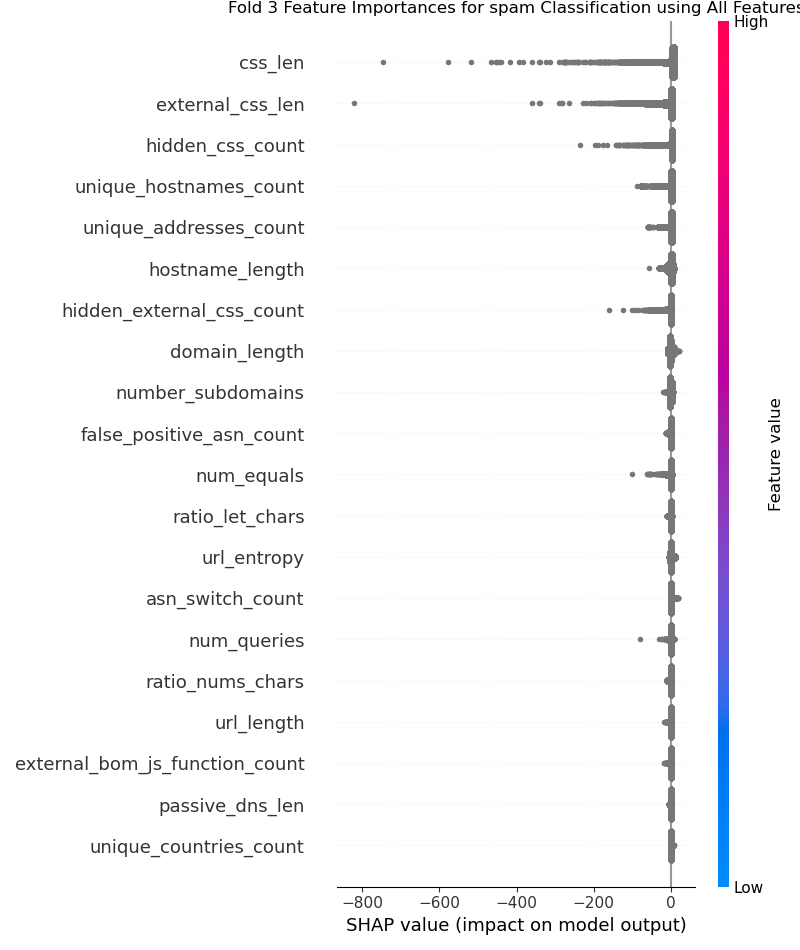 Fold 3 Feature Importances for spam Classification using All Features
High
css_len
external_css_len
hidden_css_count
unique_hostnames_count
unique_addresses_count
hostname_length
hidden_external_css_count
domain_length
number_subdomains
false_positive_asn_count
num_equals
ratio_let_chars
url_entropy
asn_switch_count
num_queries
ratio_nums_chars
url_length
external_bom_js_function_count
passive_dns_len
unique_countries_count
Feature value
Low
−800 −600 −400 −200 0
SHAP value (impact on model output)